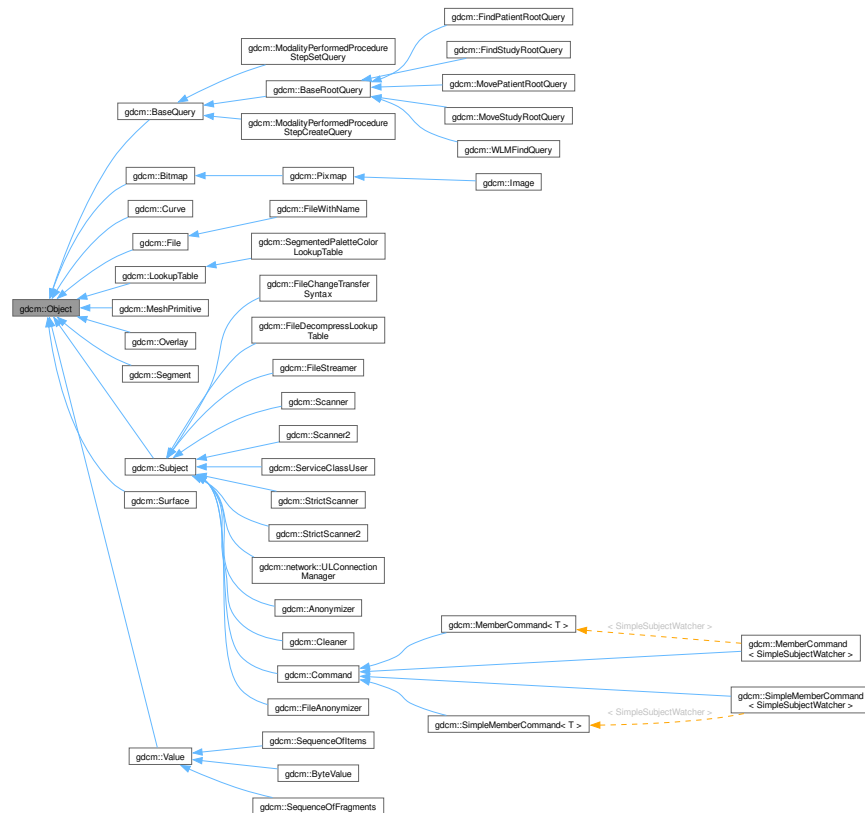 gdcm::FindPatientRootQuery
gdcm::ModalityPerformedProcedure
StepSetQuery
gdcm::FindStudyRootQuery
gdcm::BaseRootQuery
gdcm::MovePatientRootQuery
gdcm::BaseQuery
gdcm::ModalityPerformedProcedure
StepCreateQuery
gdcm::MoveStudyRootQuery
gdcm::WLMFindQuery
gdcm::Bitmap
gdcm::Pixmap
gdcm::Image
gdcm::Curve
gdcm::FileWithName
gdcm::File
gdcm::SegmentedPaletteColor
LookupTable
gdcm::LookupTable
gdcm::FileChangeTransfer
Syntax
gdcm::Object
gdcm::MeshPrimitive
gdcm::FileDecompressLookup
Table
gdcm::Overlay
gdcm::FileStreamer
gdcm::Segment
gdcm::Scanner
gdcm::Scanner2
gdcm::Subject
gdcm::ServiceClassUser
gdcm::Surface
gdcm::StrictScanner
gdcm::StrictScanner2
gdcm::network::ULConnection
Manager
gdcm::Anonymizer
gdcm::MemberCommand< T >
< SimpleSubjectWatcher >
gdcm::Cleaner
gdcm::MemberCommand
< SimpleSubjectWatcher >
gdcm::Command
gdcm::SimpleMemberCommand
< SimpleSubjectWatcher >
gdcm::FileAnonymizer
< SimpleSubjectWatcher >
gdcm::SimpleMemberCommand< T >
gdcm::SequenceOfItems
gdcm::Value
gdcm::ByteValue
gdcm::SequenceOfFragments